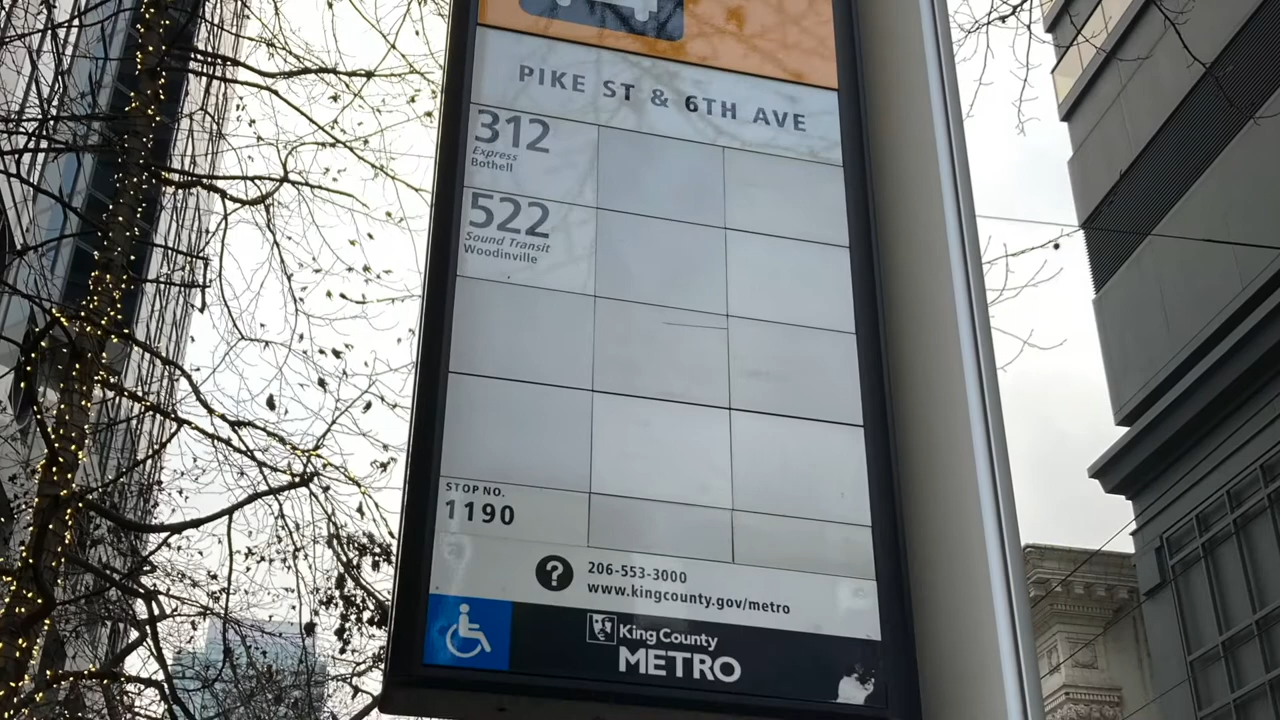 PIKE ST & 6TH AVE
312
Express
Bothell
522
Sound Transit
Woodinville
STOP NO.
1190
?
206-553-3000
www.kingcounty.gov/metro
King County
METRO